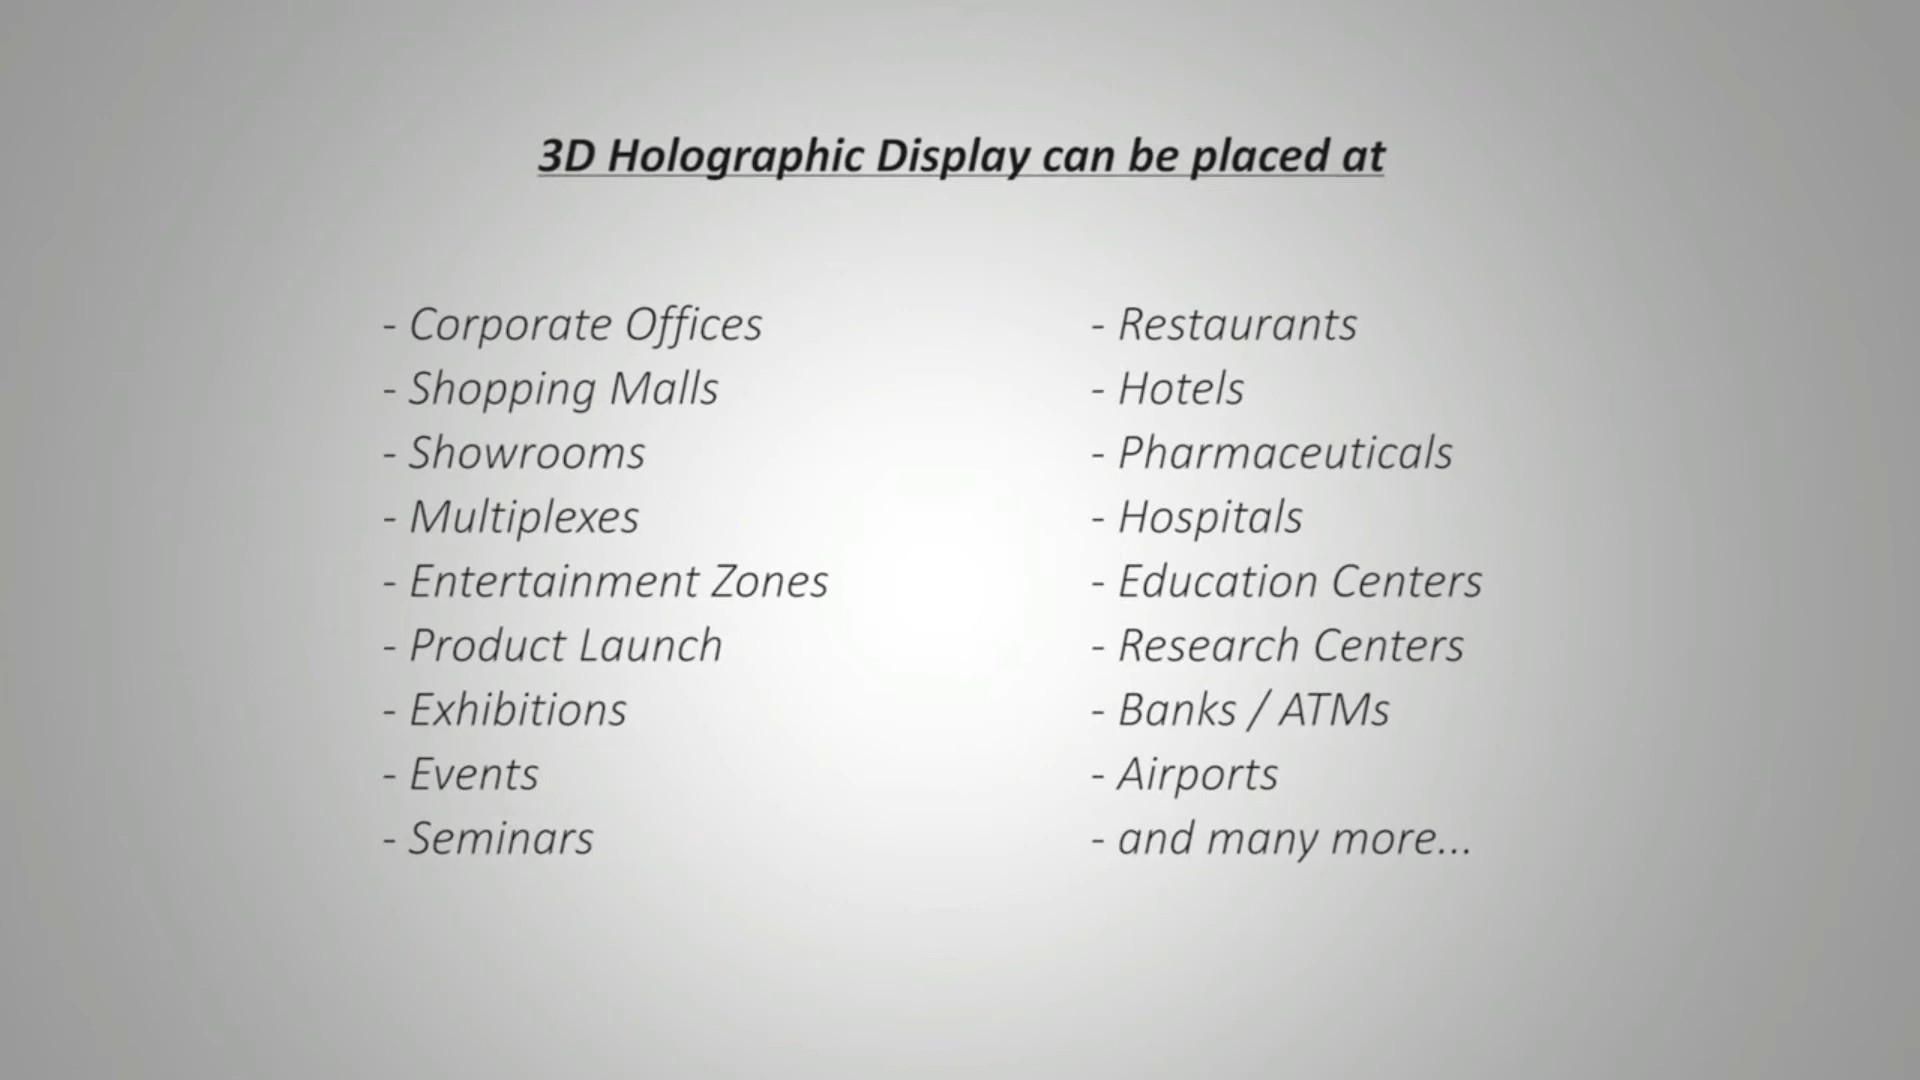 3D Holographic Display can be placed at
- Corporate Offices
- Shopping Malls
- Showrooms
- Multiplexes
- Entertainment Zones
- Product Launch
- Exhibitions
- Events
- Seminars
- Restaurants
- Hotels
- Pharmaceuticals
- Hospitals
- Education Centers
- Research Centers
- Banks / ATMs
- Airports
- and many more...